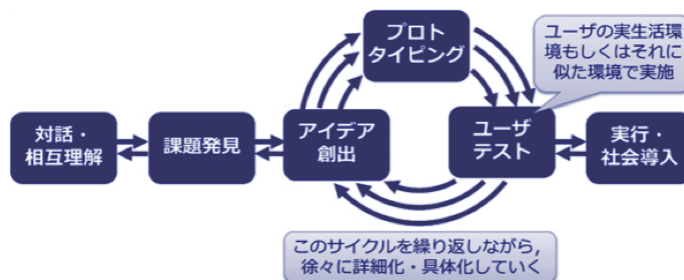 プロト
タイピング
ユーザの実生活環
境もしくはそれに
似た環境で実施
対話・
相互理解
課題発見
アイデア
創出
ユーザ
テスト
実行・
社会導入
このサイクルを繰り返しながら,
徐々に詳細化・具体化していく